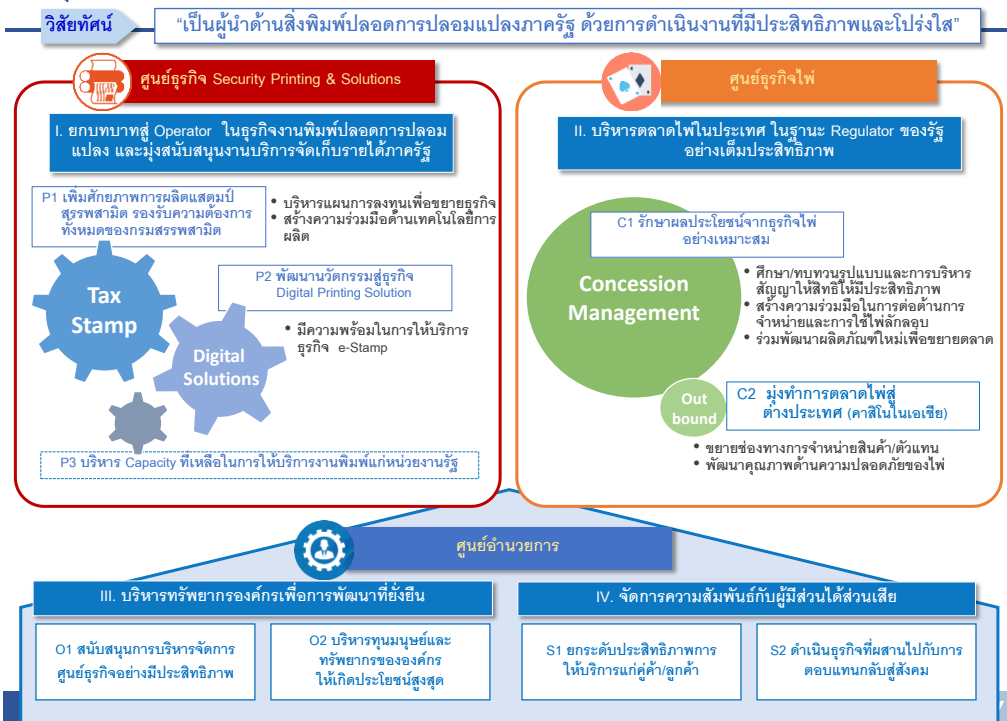 วิสัยทัศน์
“เป็นผู้นำด้านสิ่งพิมพ์ปลอดการปลอมแปลงภาครัฐ ด้วยการดำเนินงานที่มีประสิทธิภาพและโปร่งใส”
ศูนย์ธุรกิจ Security Printing & Solutions
I. ยกบทบาทสู่ Operator ในธุรกิจงานพิมพ์ปลอดการปลอม
แปลง และมุ่งสนับสนุนงานบริการจัดเก็บรายได้ภาครัฐ
P1 เพิ่มศักยภาพการผลิตแสตมป์
สรรพสามิต รองรับความต้องการ
ทั้งหมดของกรมสรรพสามิต
• บริหารแผนการลงทุนเพื่อขยายธุรกิจ
• สร้างความร่วมมือด้านเทคโนโลยีการ
ผลิต
Tax
Stamp
P2 พัฒนานวัตกรรมสู่ธุรกิจ
Digital Printing Solution
• มีความพร้อมในการให้บริการ
ธุรกิจ e-Stamp
Digital
Solutions
P3 บริหาร Capacity ที่เหลือในการให้บริการงานพิมพ์แก่หน่วยงานรัฐ
ศูนย์ธุรกิจไพ่
II. บริหารตลาดไพ่ในประเทศ ในฐานะ Regulator ของรัฐ
อย่างเต็มประสิทธิภาพ
C1 รักษาผลประโยชน์จากธุรกิจไพ่
อย่างเหมาะสม
Concession
Management
• ศึกษา/ทบทวนรูปแบบและการบริหาร
สัญญาให้สิทธิให้มีประสิทธิภาพ
• สร้างความร่วมมือในการต่อต้านการ
จำหน่ายและการใช้ไพ่ลักลอบ
• ร่วมพัฒนาผลิตภัณฑ์ใหม่เพื่อขยายตลาด
Out
bound
C2 มุ่งทำการตลาดไพ่สู่
ต่างประเทศ (คาสิโนในเอเชีย)
• ขยายช่องทางการจำหน่ายสินค้า/ตัวแทน
• พัฒนาคุณภาพด้านความปลอดภัยของไพ่
ศูนย์อำนวยการ
III. บริหารทรัพยากรองค์กรเพื่อการพัฒนาที่ยั่งยืน
O1 สนับสนุนการบริหารจัดการ
ศูนย์ธุรกิจอย่างมีประสิทธิภาพ
O2 บริหารทุนมนุษย์และ
ทรัพยากรขององค์กร
ให้เกิดประโยชน์สูงสุด
IV. จัดการความสัมพันธ์กับผู้มีส่วนได้ส่วนเสีย
S1 ยกระดับประสิทธิภาพการ
ให้บริการแก่คู่ค้า/ลูกค้า
S2 ดำเนินธุรกิจที่ผสานไปกับการ
ตอบแทนกลับสู่สังคม